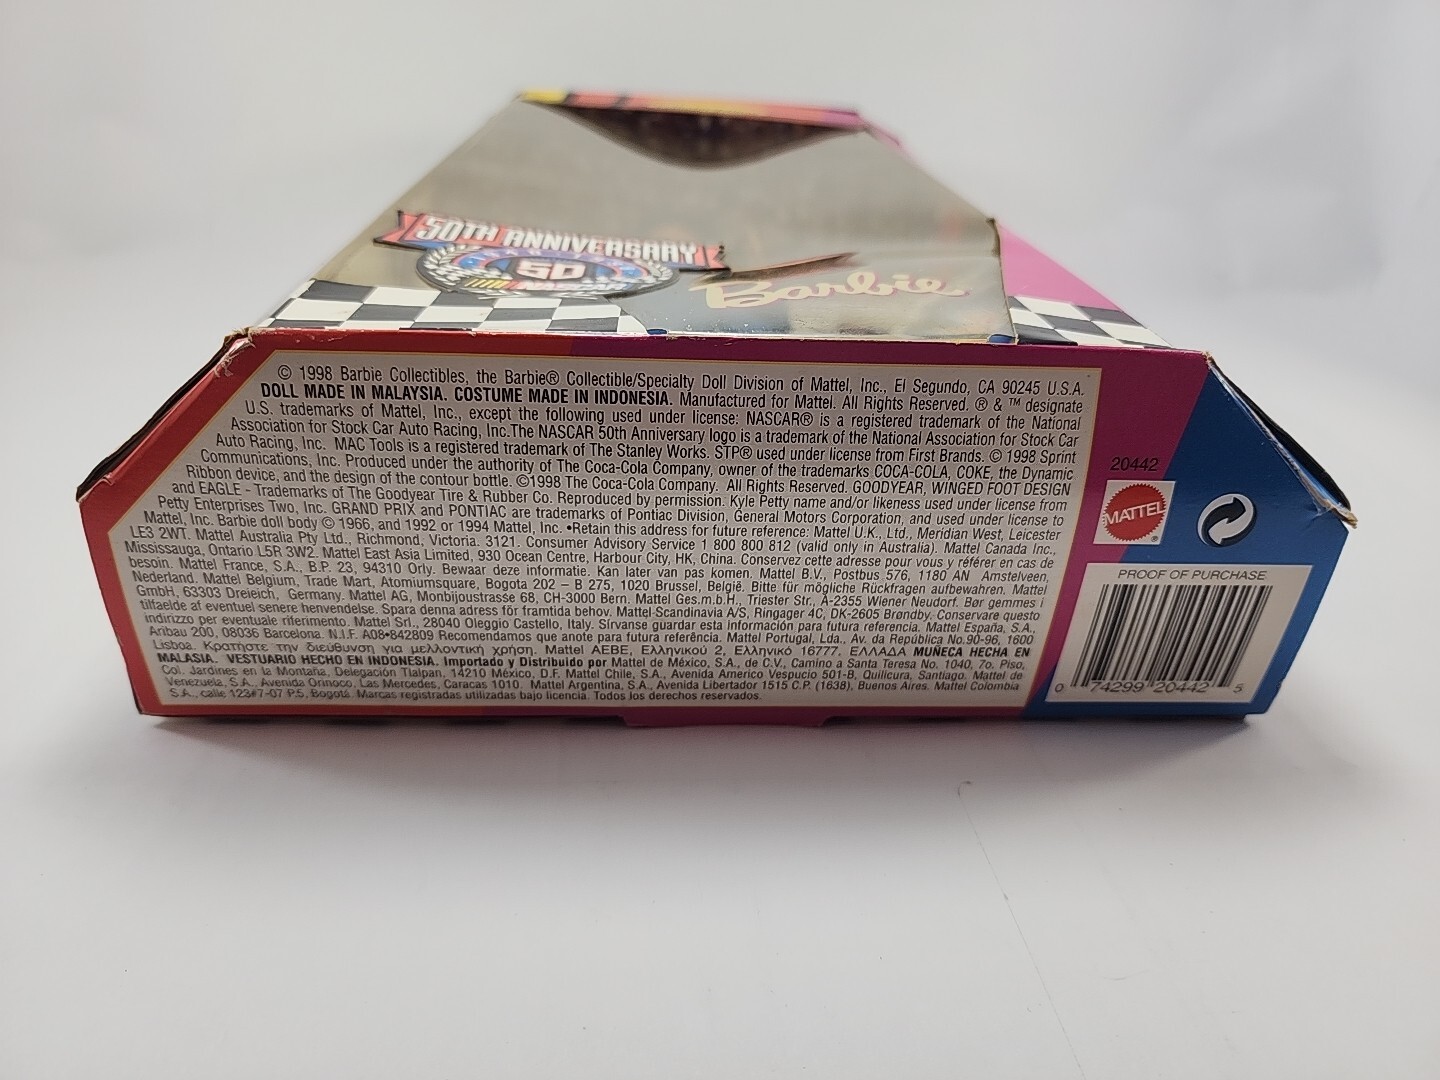 50TH ANNIVERSARY
50
NASCAR
Barbie
© 1998 Barbie Collectibles, the Barbie® Collectible/Specialty Doll Division of Mattel, Inc., El Segundo, CA 90245 U.S.A.
DOLL MADE IN MALAYSIA. COSTUME MADE IN INDONESIA. Manufactured for Mattel. All Rights Reserved. ® & ™ designate
U.S. trademarks of Mattel, Inc., except the following used under license: NASCAR® is a registered trademark of the National
Association for Stock Car Auto Racing, Inc.The NASCAR 50th Anniversary logo is a trademark of the National Association for Stock Car
Auto Racing, Inc. MAC Tools is a registered trademark of The Stanley Works. STP® used under license from First Brands. © 1998 Sprint
Communications, Inc. Produced under the authority of The Coca-Cola Company, owner of the trademarks COCA-COLA, COKE, the Dynamic
Ribbon device, and the design of the contour bottle. ©1998 The Coca-Cola Company. All Rights Reserved. GOODYEAR, WINGED FOOT DESIGN
and EAGLE - Trademarks of The Goodyear Tire & Rubber Co. Reproduced by permission. Kyle Petty name and/or likeness used under license from
Petty Enterprises Two, Inc. GRAND PRIX and PONTIAC are trademarks of Pontiac Division, General Motors Corporation, and used under license to
Mattel, Inc. Barbie doll body © 1966, and 1992 or 1994 Mattel, Inc. •Retain this address for future reference: Mattel U.K., Ltd., Meridian West, Leicester
LE3 2WT. Mattel Australia Pty Ltd., Richmond, Victoria. 3121. Consumer Advisory Service 1 800 800 812 (valid only in Australia). Mattel Canada Inc.,
Mississauga, Ontario L5R 3W2. Mattel East Asia Limited, 930 Ocean Centre, Harbour City, HK, China. Conservez cette adresse pour vous y référer en cas de
besoin. Mattel France, S.A., B.P. 23, 94310 Orly. Bewaar deze informatie. Kan later van pas komen. Mattel B.V., Postbus 576, 1180 AN Amstelveen,
Nederland. Mattel Belgium, Trade Mart, Atomiumsquare, Bogota 202 – B 275, 1020 Brussel, België. Bitte für mögliche Rückfragen aufbewahren. Mattel
GmbH, 63303 Dreieich, Germany. Mattel AG, Monbijoustrasse 68, CH-3000 Bern. Mattel Ges.m.b.H., Triester Str., A-2355 Wiener Neudorf. Bør gemmes i
tilfaelde af eventuel senere henvendelse. Spara denna adress för framtida behov. Mattel Scandinavia A/S, Ringager 4C, DK-2605 Brøndby. Conservare questo
indirizzo per eventuale riferimento. Mattel Srl., 28040 Oleggio Castello, Italy. Sírvanse guardar esta información para futura referencia. Mattel España, S.A.,
Aribau 200, 08036 Barcelona. N.I.F. A08•842809 Recomendamos que anote para futura referência. Mattel Portugal, Lda., Av. da República No.90-96, 1600
Lisboa. Κρατήστε την διεύθυνση για μελλοντική χρήση. Mattel AEBE, Ελληνικού 2, Ελληνικό 16777, ΕΛΛΑΔΑ MUÑECA HECHA EN
MALASIA. VESTUARIO HECHO EN INDONESIA. Importado y Distribuido por Mattel de México, S.A., de C.V., Camino a Santa Teresa No. 1040, 7o. Piso,
Col. Jardines en la Montaña, Delegación Tlalpan, 14210 México, D.F. Mattel Chile, S.A., Avenida Americo Vespucio 501-B, Quilicura, Santiago. Mattel de
Venezuela, S.A., Avenida Orinoco, Las Mercedes, Caracas 1010. Mattel Argentina, S.A., Avenida Libertador 1515 C.P. (1638), Buenos Aires. Mattel Colombia
S.A., calle 123#7-07 P.5, Bogotá. Marcas registradas utilizadas bajo licencia. Todos los derechos reservados.
20442
MATTEL
®
PROOF OF PURCHASE
0 74299 20442 5